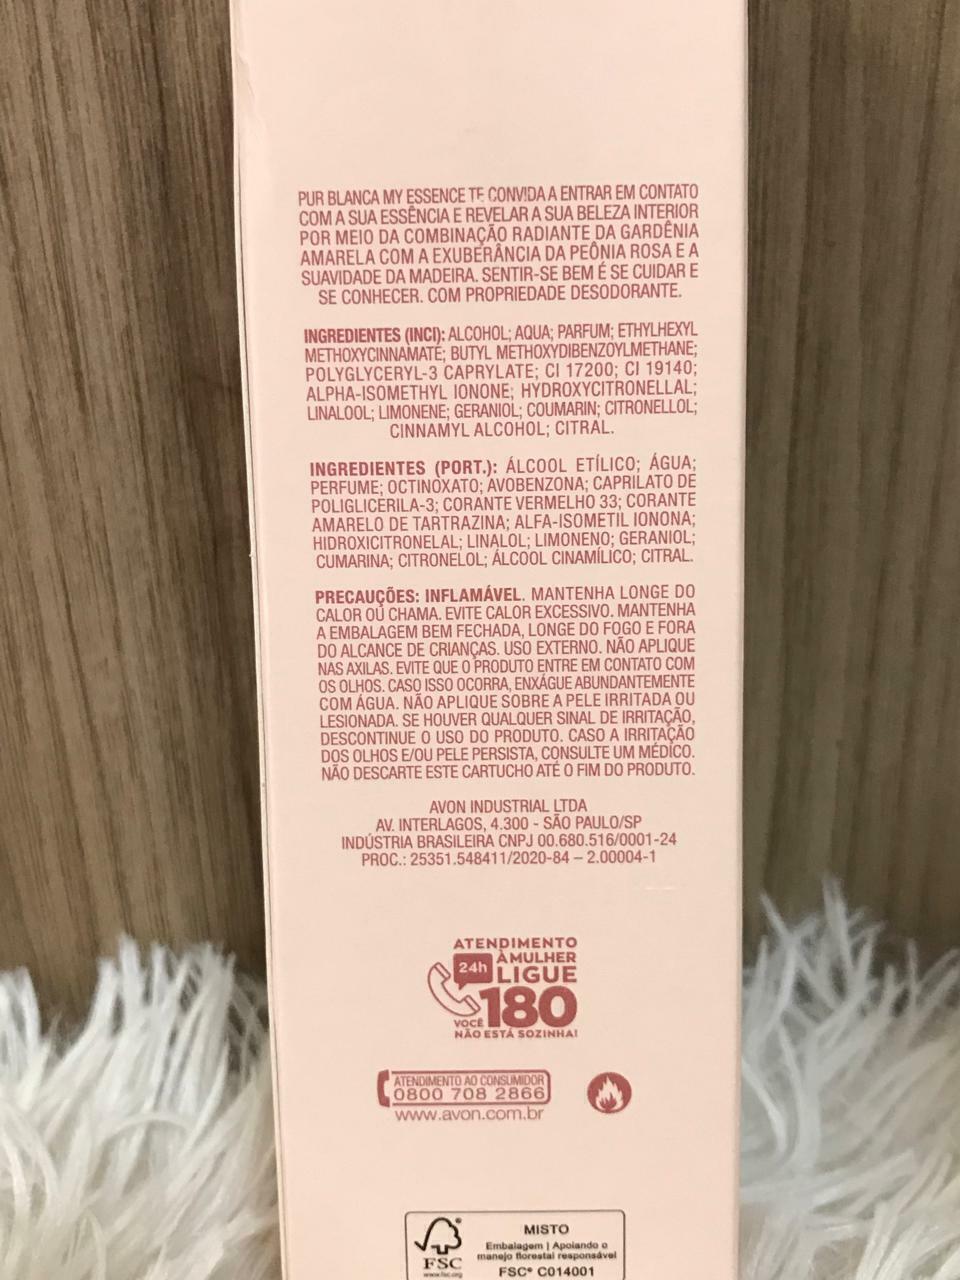 PUR BLANCA MY ESSENCE TE CONVIDA A ENTRAR EM CONTATO
COM A SUA ESSÊNCIA E REVELAR A SUA BELEZA INTERIOR
POR MEIO DA COMBINAÇÃO RADIANTE DA GARDÊNIA
AMARELA COM A EXUBERÂNCIA DA PEÔNIA ROSA E A
SUAVIDADE DA MADEIRA. SENTIR-SE BEM É SE CUIDAR E
SE CONHECER. COM PROPRIEDADE DESODORANTE.
INGREDIENTES (INCI): ALCOHOL; AQUA; PARFUM; ETHYLHEXYL
METHOXYCINNAMATE; BUTYL METHOXYDIBENZOYLMETHANE;
POLYGLYCERYL-3 CAPRYLATE; CI 17200; CI 19140;
ALPHA-ISOMETHYL IONONE; HYDROXYCITRONELLAL;
LINALOOL; LIMONENE; GERANIOL; COUMARIN; CITRONELLOL;
CINNAMYL ALCOHOL; CITRAL.
INGREDIENTES (PORT.): ÁLCOOL ETÍLICO; ÁGUA;
PERFUME; OCTINOXATO; AVOBENZONA; CAPRILATO DE
POLIGLICERILA-3; CORANTE VERMELHO 33; CORANTE
AMARELO DE TARTRAZINA; ALFA-ISOMETIL IONONA;
HIDROXICITRONELAL; LINALOL; LIMONENO; GERANIOL;
CUMARINA; CITRONELOL; ÁLCOOL CINAMÍLICO; CITRAL.
PRECAUÇÕES: INFLAMÁVEL. MANTENHA LONGE DO
CALOR OU CHAMA. EVITE CALOR EXCESSIVO. MANTENHA
A EMBALAGEM BEM FECHADA, LONGE DO FOGO E FORA
DO ALCANCE DE CRIANÇAS. USO EXTERNO. NÃO APLIQUE
NAS AXILAS. EVITE QUE O PRODUTO ENTRE EM CONTATO COM
OS OLHOS. CASO ISSO OCORRA, ENXÁGUE ABUNDANTEMENTE
COM ÁGUA. NÃO APLIQUE SOBRE A PELE IRRITADA OU
LESIONADA. SE HOUVER QUALQUER SINAL DE IRRITAÇÃO,
DESCONTINUE O USO DO PRODUTO. CASO A IRRITAÇÃO
DOS OLHOS E/OU PELE PERSISTA, CONSULTE UM MÉDICO.
NÃO DESCARTE ESTE CARTUCHO ATÉ O FIM DO PRODUTO.
AVON INDUSTRIAL LTDA
AV. INTERLAGOS, 4.300 - SÃO PAULO/SP
INDÚSTRIA BRASILEIRA CNPJ 00.680.516/0001-24
PROC.: 25351.548411/2020-84 – 2.00004-1
ATENDIMENTO
24h À MULHER
LIGUE
180
VOCÊ
NÃO ESTÁ SOZINHA!
ATENDIMENTO AO CONSUMIDOR
0800 708 2866
www.avon.com.br
MISTO
Embalagem | Apoiando o
manejo florestal responsável
FSC
www.fsc.org
FSC® C014001